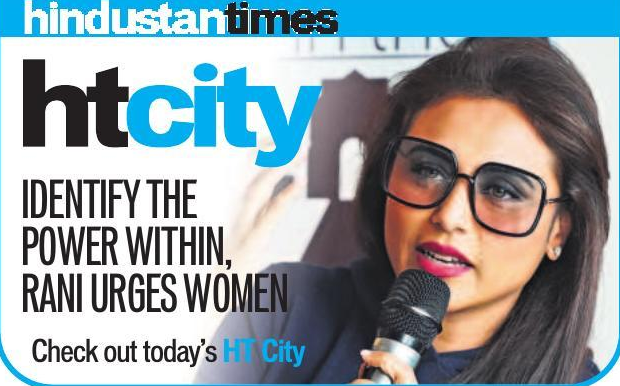 hindustantimes
htcity
IDENTIFY THE
POWER WITHIN,
RANI URGES WOMEN
Check out today's HT City